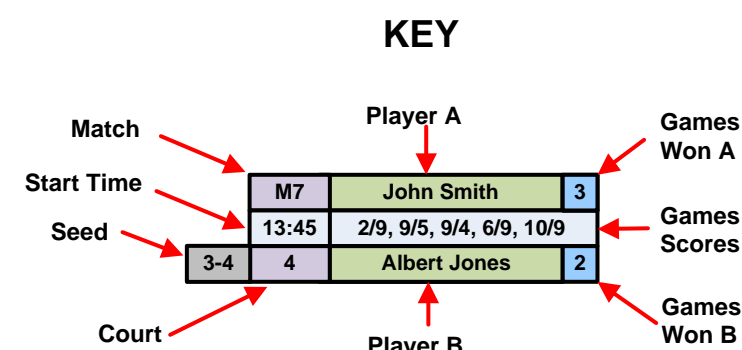 KEY
Player A
Match
Games
Won A
Start Time
M7 John Smith 3
13:45 2/9, 9/5, 9/4, 6/9, 10/9
Games
Scores
Seed
3-4 4 Albert Jones 2
Games
Won B
Court
Player B